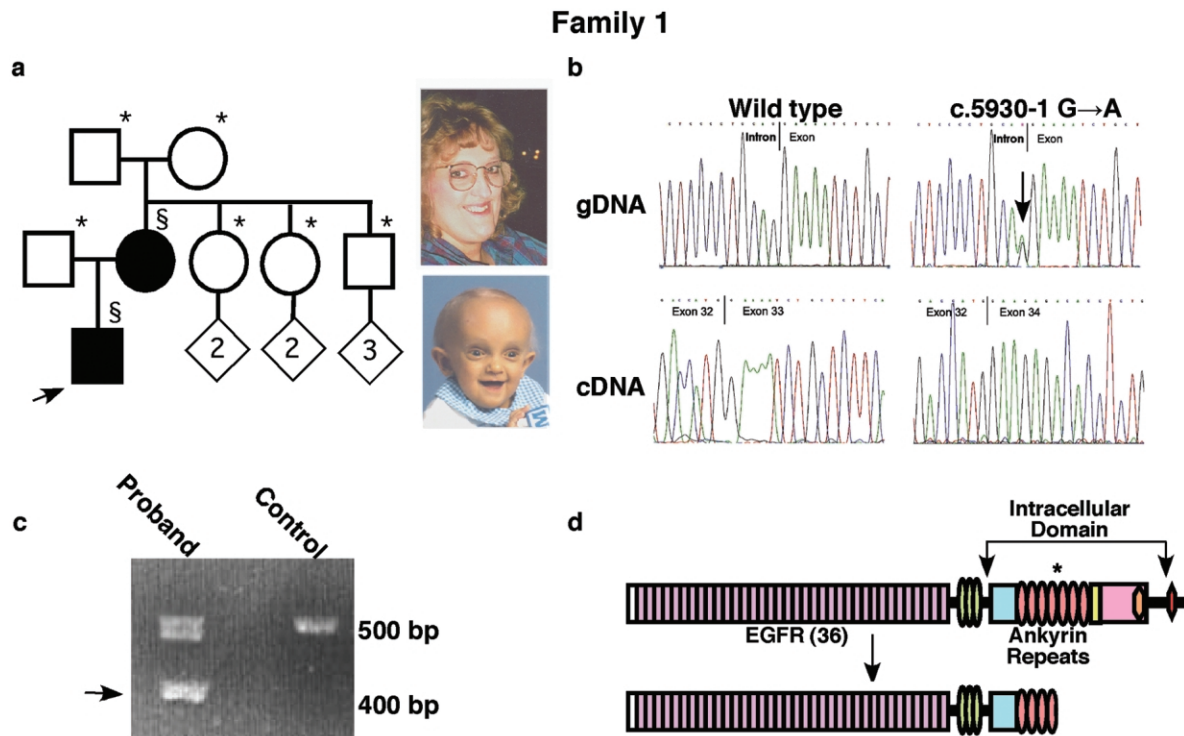 Family 1
a
*
*
*
§
*
*
*
§
2
2
3
b
Wild type
c.5930-1 G→A
Intron
Exon
Intron
Exon
gDNA
Exon 32
Exon 33
Exon 32
Exon 34
cDNA
c
Proband
Control
500 bp
400 bp
d
Intracellular
Domain
*
EGFR (36)
Ankyrin
Repeats